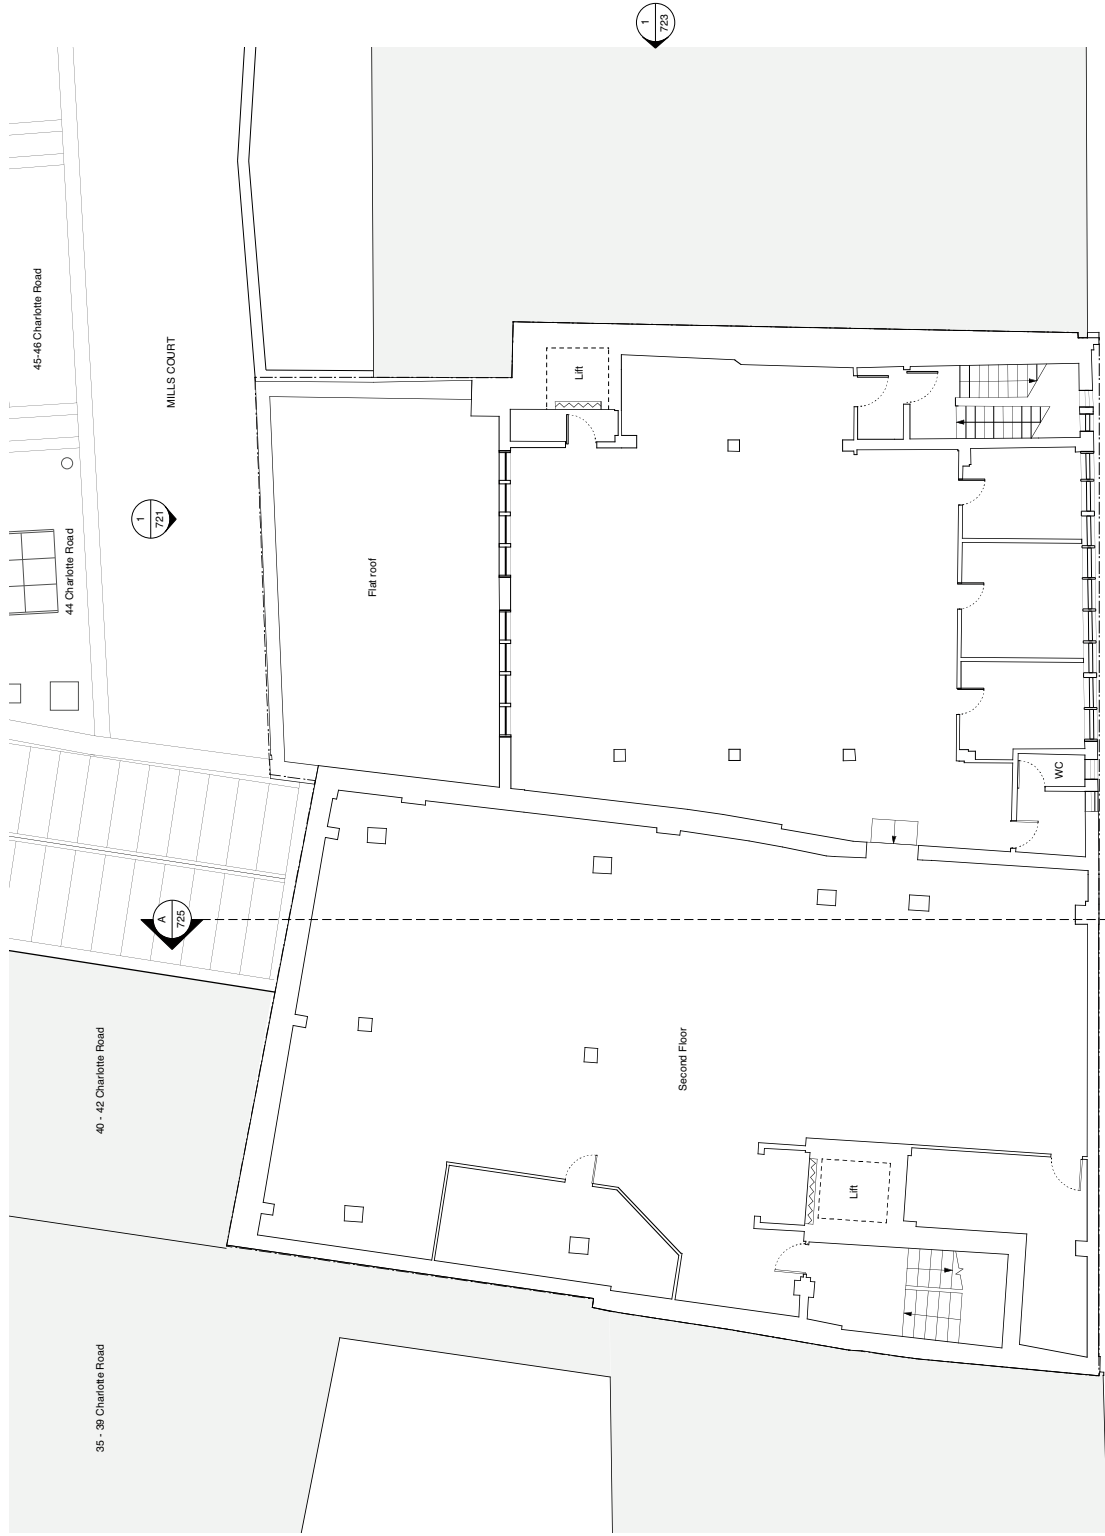 1
723
45-46 Charlotte Road
MILLS COURT
Lift
1
721
44 Charlotte Road
Flat roof
WC
A
725
40 - 42 Charlotte Road
Second Floor
Lift
35 - 39 Charlotte Road